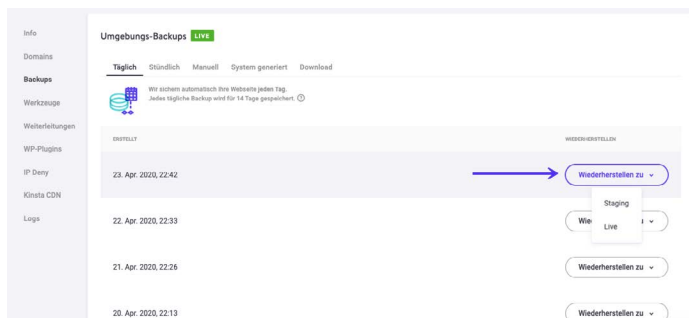 Info
Domains
Backups
Werkzeuge
Weiterleitungen
WP-Plugins
IP Deny
Kinsta CDN
Logs
Umgebungs-Backups LIVE
Täglich Stündlich Manuell System generiert Download
Wir sichern automatisch Ihre Webseite jeden Tag.
Jedes tägliche Backup wird für 14 Tage gespeichert. ?
ERSTELLT WIEDERHERSTELLEN
23. Apr. 2020, 22:42 Wiederherstellen zu
Staging
Live
22. Apr. 2020, 22:33
21. Apr. 2020, 22:26 Wiederherstellen zu
20. Apr. 2020, 22:13 Wiederherstellen zu